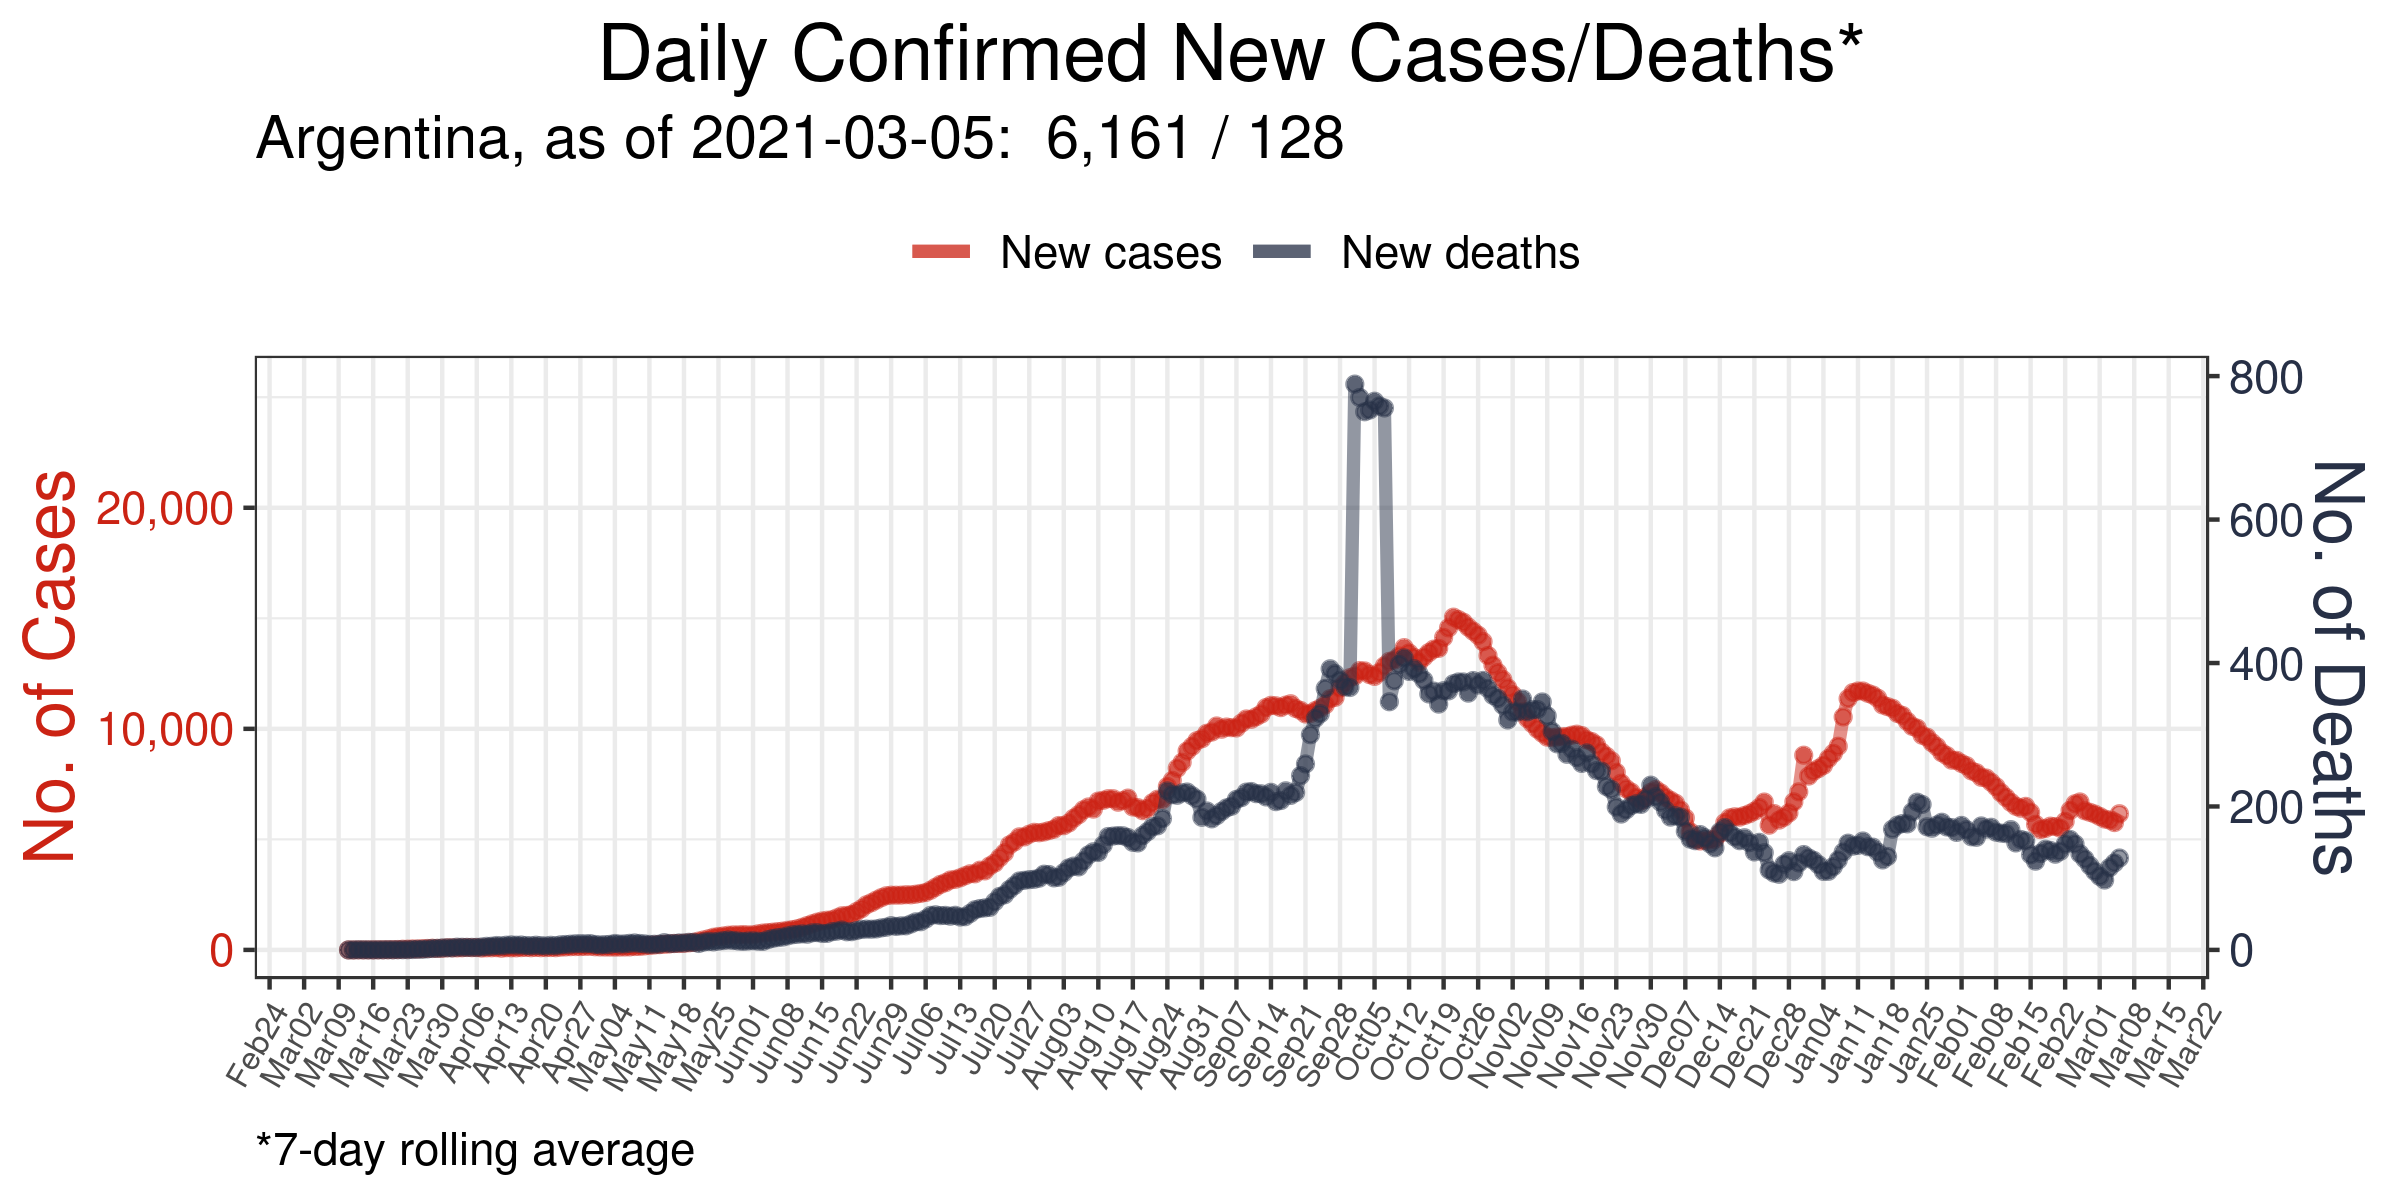 Daily Confirmed New Cases/Deaths*
Argentina, as of 2021-03-05:  6,161 / 128
New cases New deaths
No. of Cases
20,000
10,000
0
800
600
400
200
0
No. of Deaths
Feb24 Mar02 Mar09 Mar16 Mar23 Mar30 Apr06 Apr13 Apr20 Apr27 May04 May11 May18 May25 Jun01 Jun08 Jun15 Jun22 Jun29 Jul06 Jul13 Jul20 Jul27 Aug03 Aug10 Aug17 Aug24 Aug31 Sep07 Sep14 Sep21 Sep28 Oct05 Oct12 Oct19 Oct26 Nov02 Nov09 Nov16 Nov23 Nov30 Dec07 Dec14 Dec21 Dec28 Jan04 Jan11 Jan18 Jan25 Feb01 Feb08 Feb15 Feb22 Mar01 Mar08 Mar15 Mar22
*7-day rolling average